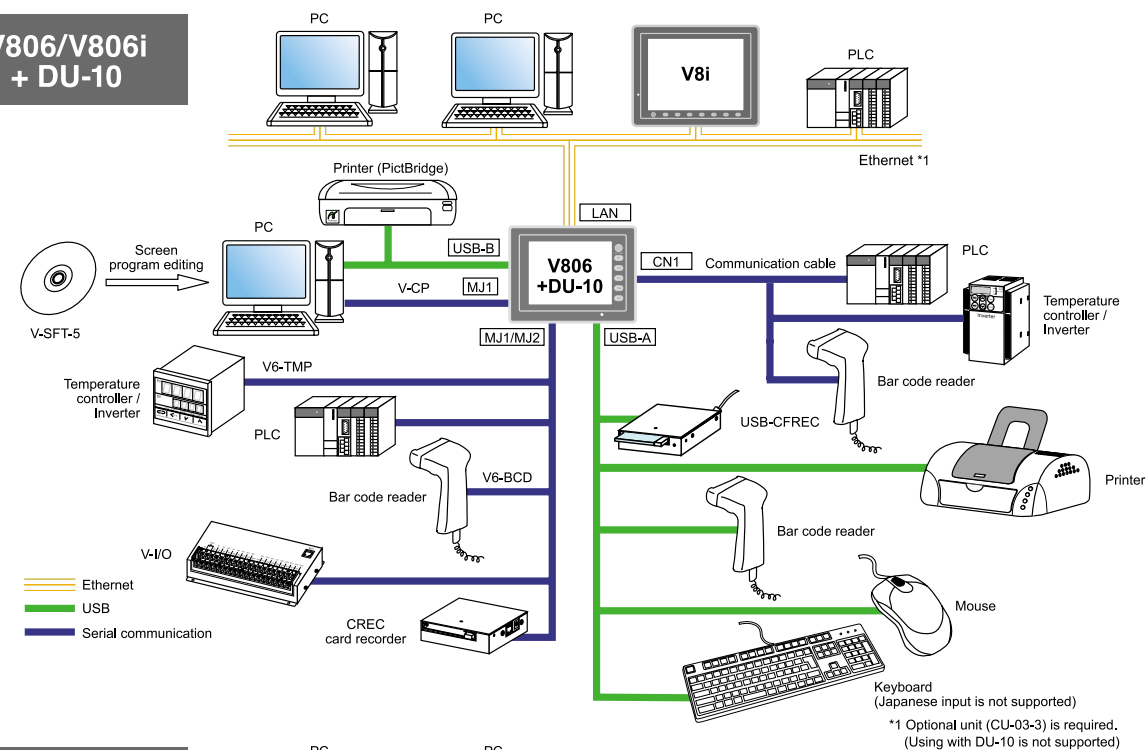 V806/V806i
+ DU-10
PC
PC
V8i
PLC
Ethernet *1
Printer (PictBridge)
LAN
PC
USB-B
Screen
program editing
V806
+DU-10
CN1
Communication cable
PLC
V-CP
MJ1
V-SFT-5
Inverter
Temperature
controller /
Inverter
MJ1/MJ2
USB-A
V6-TMP
Temperature
controller /
Inverter
Bar code reader
USB-CFREC
PLC
V6-BCD
Bar code reader
Printer
Bar code reader
V-I/O
Ethernet
USB
Serial communication
CREC
card recorder
Mouse
Keyboard
(Japanese input is not supported)
*1 Optional unit (CU-03-3) is required.
(Using with DU-10 is not supported)
PC
PC